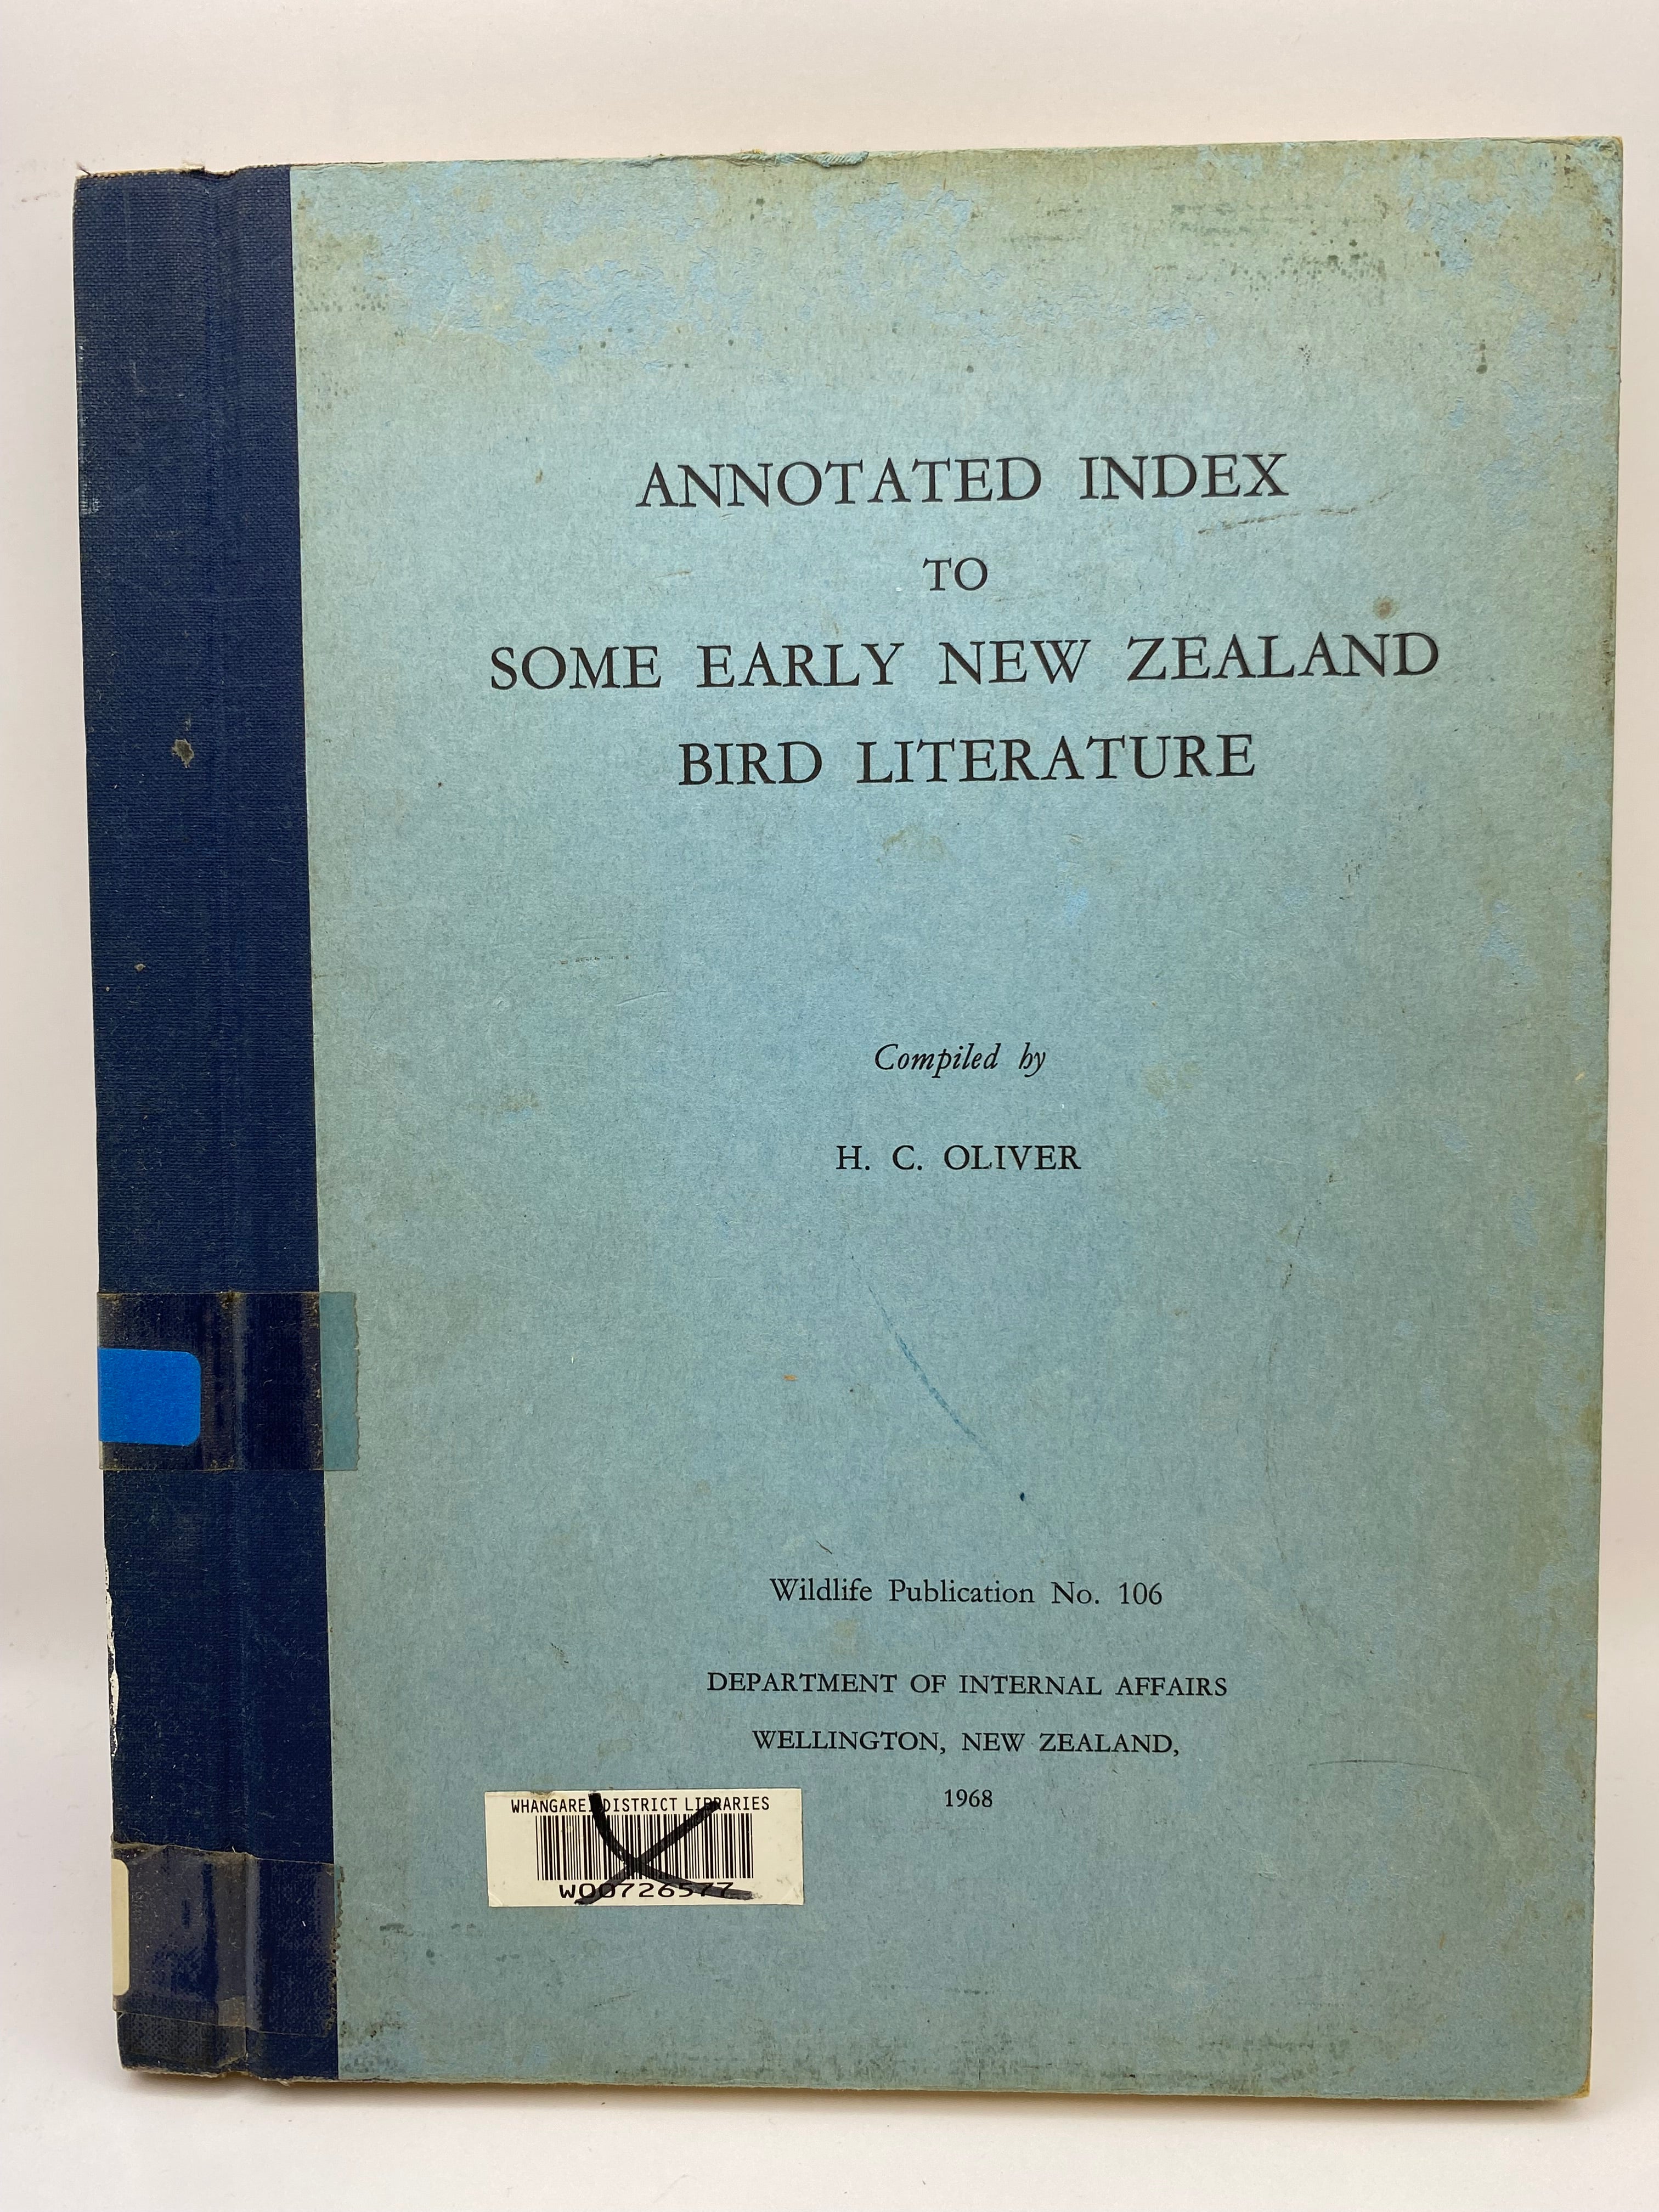 ANNOTATED INDEX
TO
SOME EARLY NEW ZEALAND
BIRD LITERATURE
Compiled by
H. C. OLIVER
Wildlife Publication No. 106
DEPARTMENT OF INTERNAL AFFAIRS
WELLINGTON, NEW ZEALAND,
1968
WHANGAREI DISTRICT LIBRARIES
W00726577